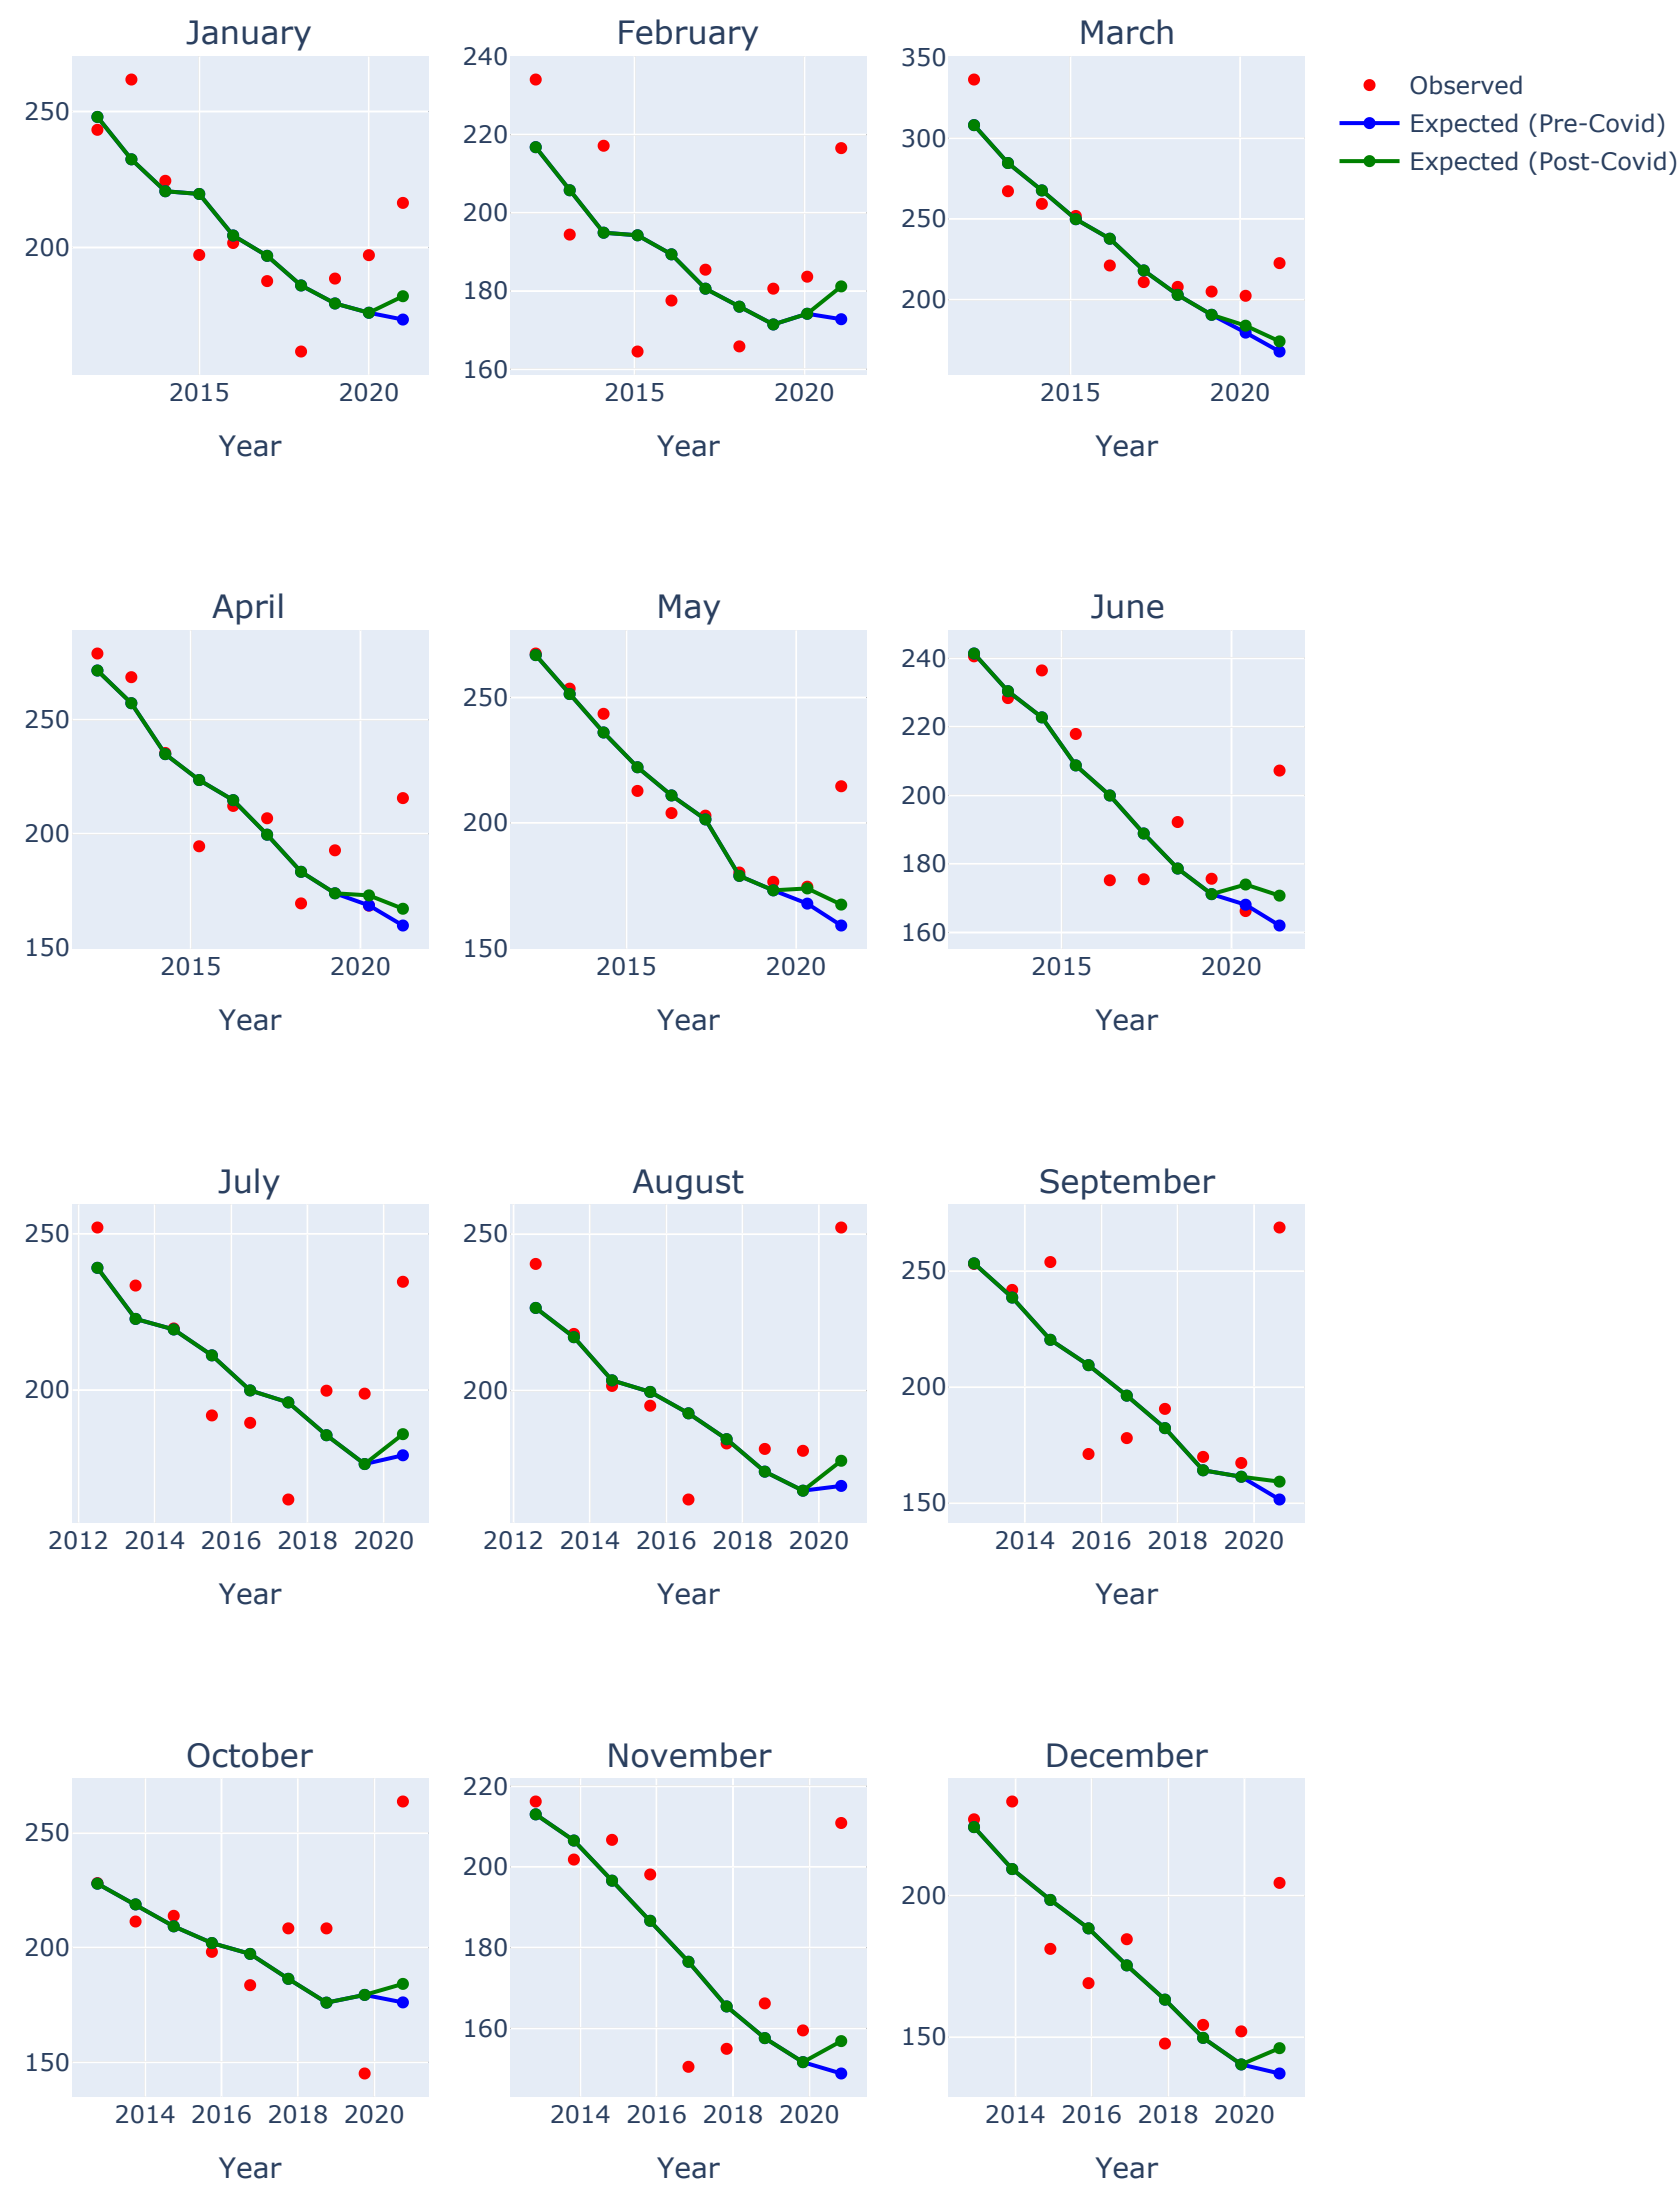 January
February
March
250
200
2015
2020
Year
240
220
200
180
160
2015
2020
Year
350
300
250
200
2015
2020
Year
Observed
Expected (Pre-Covid)
Expected (Post-Covid)
April
May
June
250
200
150
2015
2020
Year
250
200
150
2015
2020
Year
240
220
200
180
160
2015
2020
Year
July
August
September
250
200
2012
2014
2016
2018
2020
Year
250
200
2012
2014
2016
2018
2020
Year
250
200
150
2014
2016
2018
2020
Year
October
November
December
250
200
150
2014
2016
2018
2020
Year
220
200
180
160
2014
2016
2018
2020
Year
200
150
2014
2016
2018
2020
Year